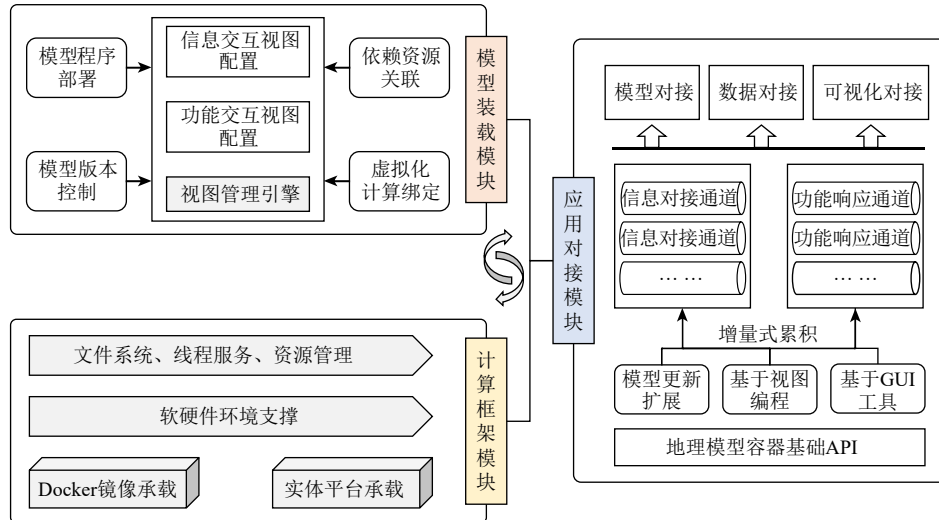 模型程序
部署
信息交互视图
配置
依赖资源
关联
功能交互视图
配置
模型版本
控制
视图管理引擎
虚拟化
计算绑定
模型装载模块
文件系统、线程服务、资源管理
软硬件环境支撑
Docker镜像承载
实体平台承载
计算框架模块
应用对接模块
模型对接
数据对接
可视化对接
信息对接通道
信息对接通道
… …
功能响应通道
功能响应通道
… …
增量式累积
模型更新
扩展
基于视图
编程
基于GUI
工具
地理模型容器基础API